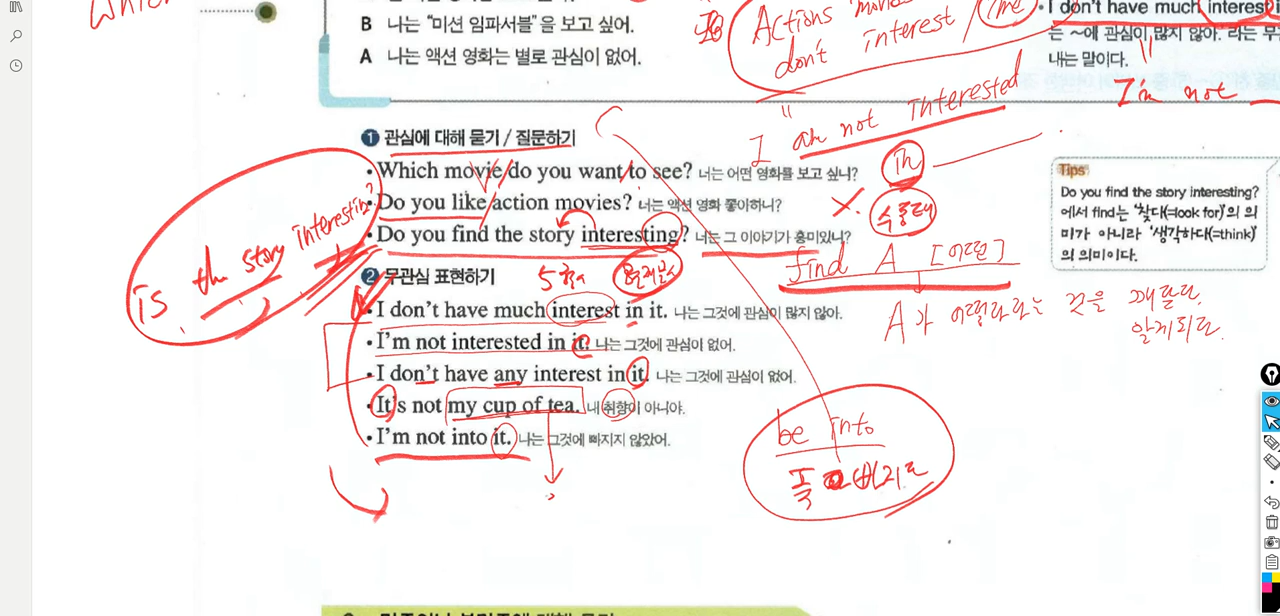 B 나는 "미션 임파서블"을 보고 싶어.
A 나는 액션 영화는 별로 관심이 없어.
Actions
don't interest / me
I don't have much interest i
는 ~에 관심이 많지 않아. 라는 무
내는 말이다.
I'm not
"
I am not interested
1 관심에 대해 묻기 / 질문하기
• Which movie do you want to see? 너는 어떤 영화를 보고 싶니?
• Do you like action movies? 너는 액션 영화 좋아하니?
• Do you find the story interesting? 너는 그 이야기가 흥미있니?
is the story interesting?
수동태
find A [어떤]
A가 어떻다라는 것을 깨닫다.
알게되다.
Tips
Do you find the story interesting?
에서 find는 '찾다(=look for)'의 의
미가 아니라 '생각하다(=think)'
의 의미이다.
2 무관심 표현하기
5형식
• I don't have much interest in it. 나는 그것에 관심이 많지 않아.
• I'm not interested in it. 나는 그것에 관심이 없어.
• I don't have any interest in it. 나는 그것에 관심이 없어.
• It's not my cup of tea. 내 취향이 아니야.
• I'm not into it. 나는 그것에 빠지지 않았어.
be into